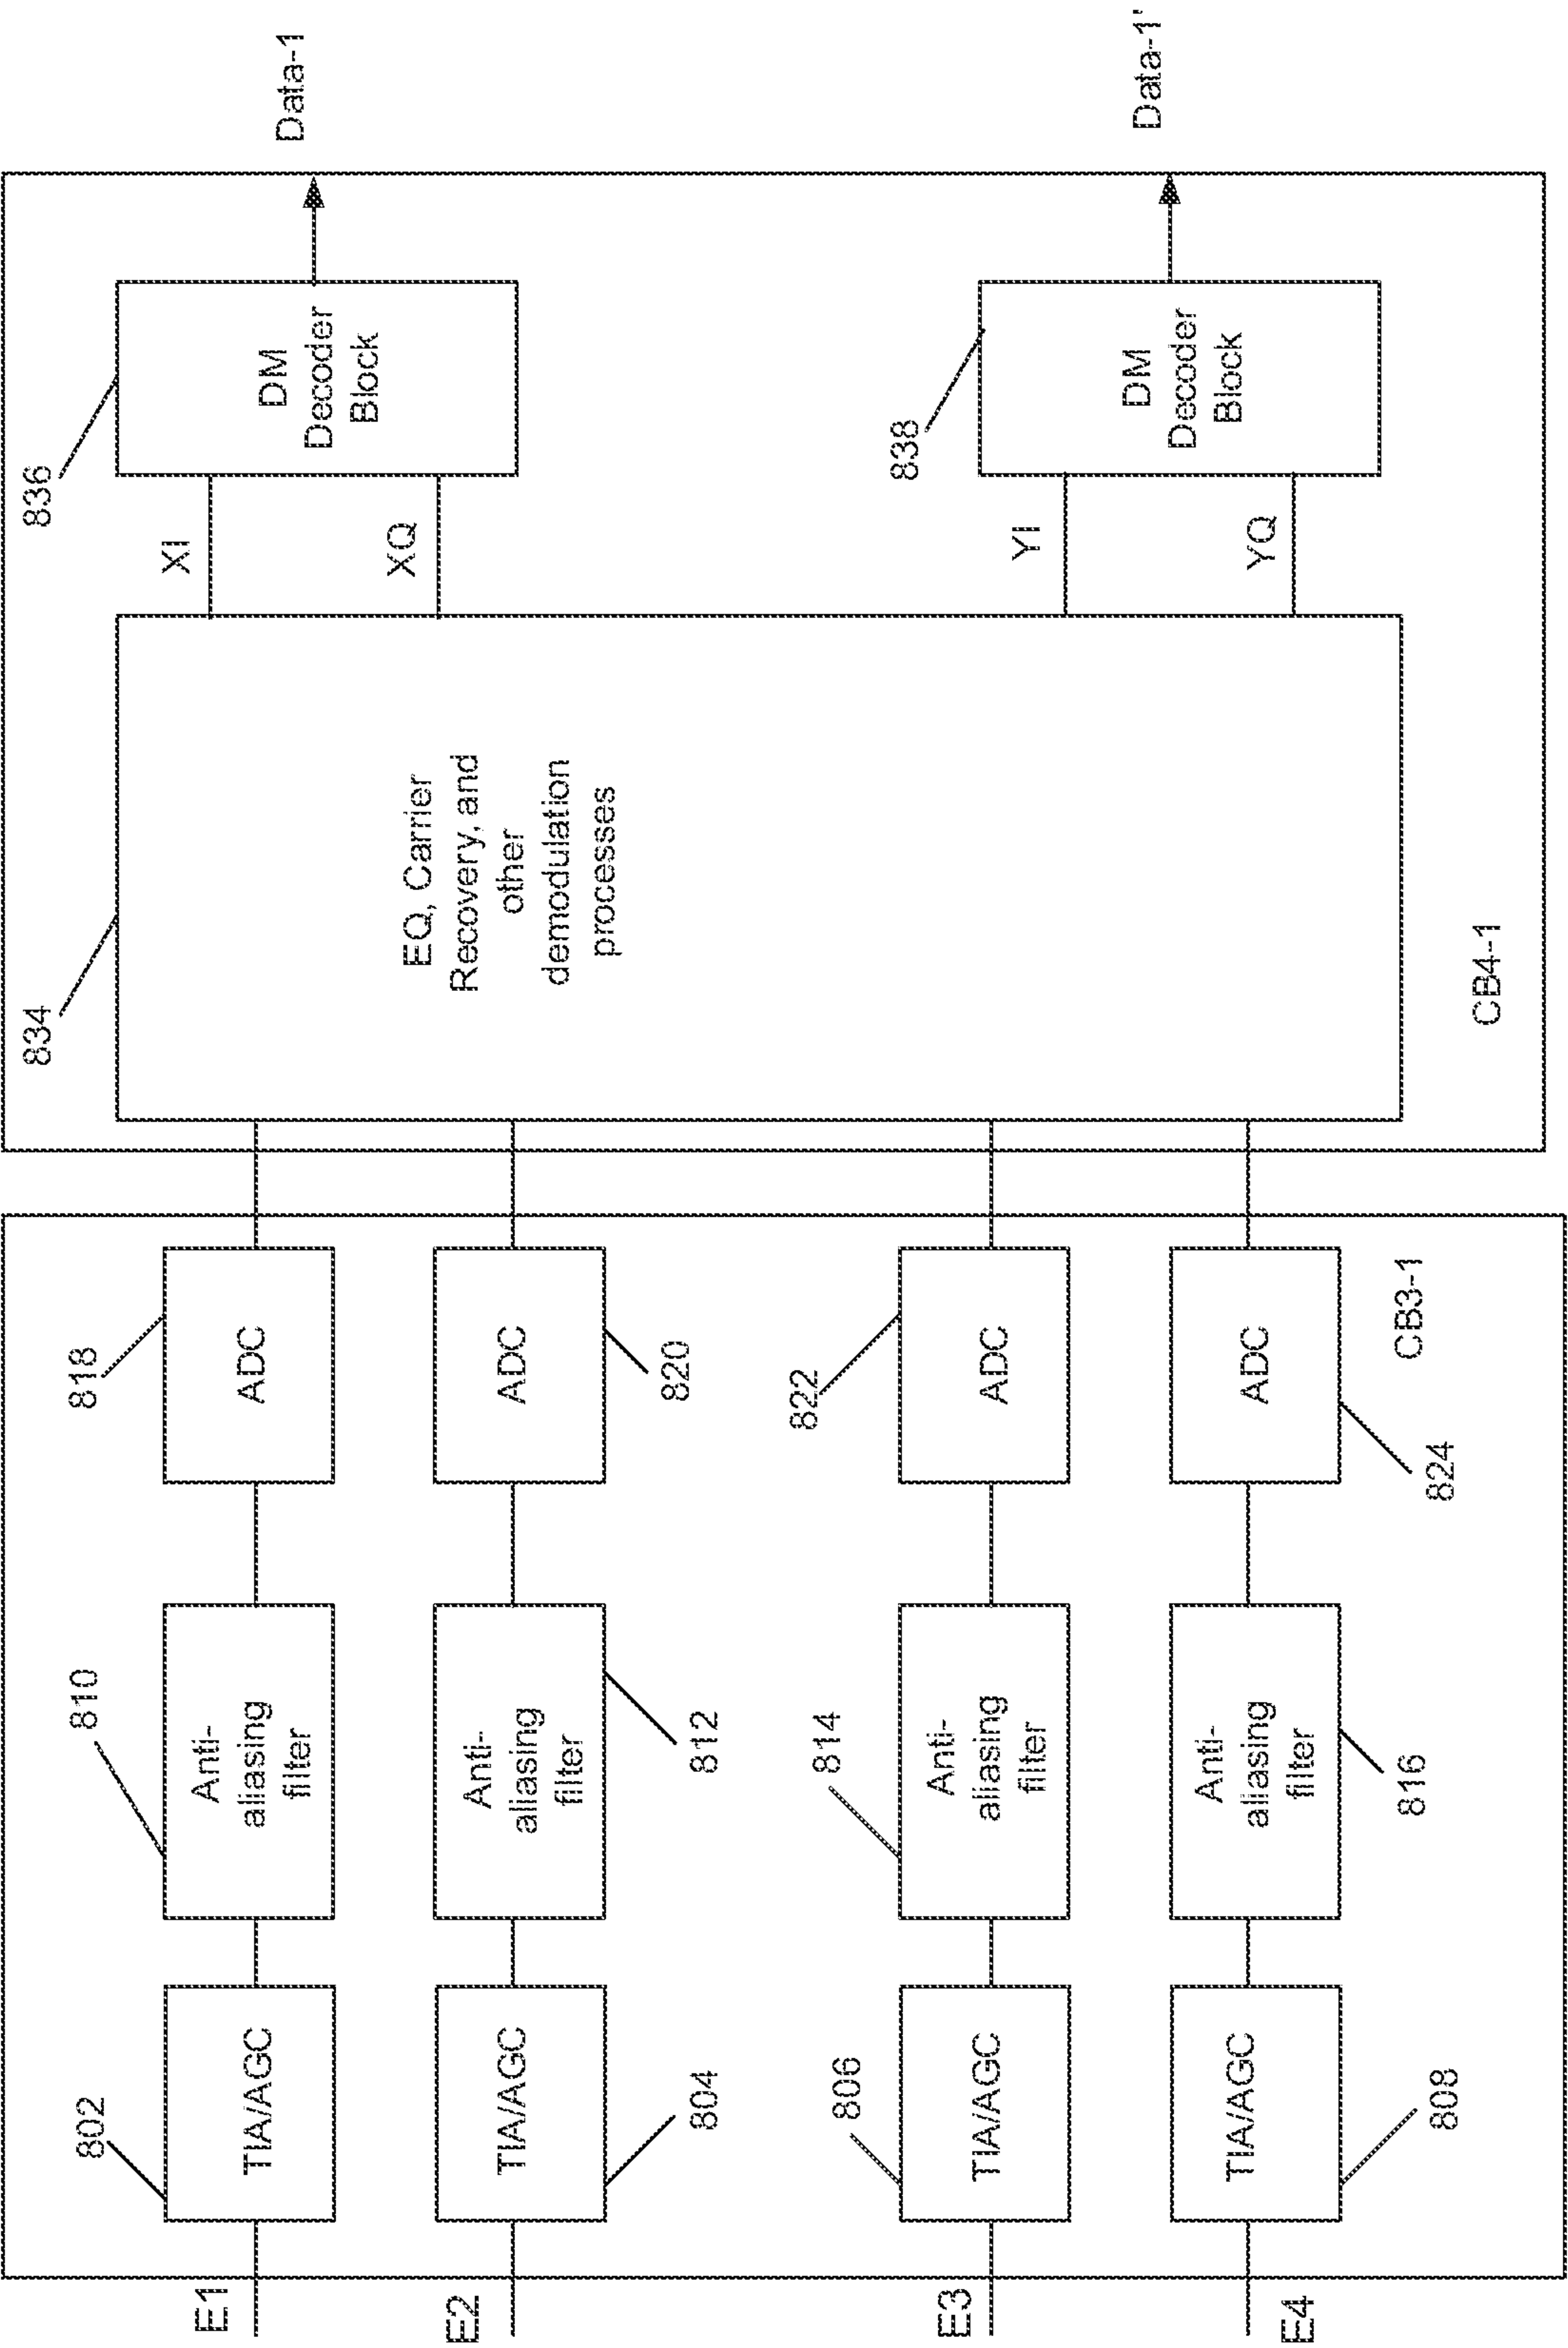 E1
802
TIA/AGC
810
Anti-
aliasing
filter
818
ADC
E2
TIA/AGC
804
Anti-
aliasing
filter
812
ADC
820
E3
806
TIA/AGC
814
Anti-
aliasing
filter
822
ADC
E4
TIA/AGC
808
Anti-
aliasing
filter
816
ADC
824
CB3-1
834
EQ, Carrier
Recovery, and
other
demodulation
processes
CB4-1
XI
XQ
836
DM
Decoder
Block
Data-1
YI
YQ
838
DM
Decoder
Block
Data-1'